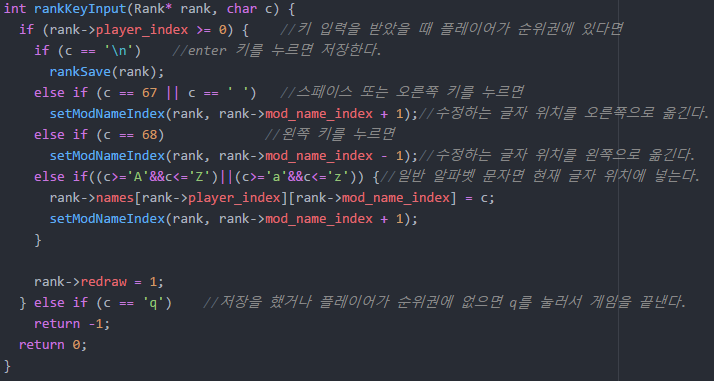 int rankKeyInput(Rank* rank, char c) {
  if (rank->player_index >= 0) {    //키 입력을 받았을 때 플레이어가 순위권에 있다면
    if (c == '\n')    //enter 키를 누르면 저장한다.
      rankSave(rank);
    else if (c == 67 || c == ' ')   //스페이스 또는 오른쪽 키를 누르면
      setModNameIndex(rank, rank->mod_name_index + 1);//수정하는 글자 위치를 오른쪽으로 옮긴다.
    else if (c == 68)             //왼쪽 키를 누르면
      setModNameIndex(rank, rank->mod_name_index - 1);//수정하는 글자 위치를 왼쪽으로 옮긴다.
    else if((c>='A'&&c<='Z')||(c>='a'&&c<='z')) {//일반 알파벳 문자면 현재 글자 위치에 넣는다.
      rank->names[rank->player_index][rank->mod_name_index] = c;
      setModNameIndex(rank, rank->mod_name_index + 1);
    }

    rank->redraw = 1;
  } else if (c == 'q')    //저장을 했거나 플레이어가 순위권에 없으면 q를 눌러서 게임을 끝낸다.
    return -1;
  return 0;
}